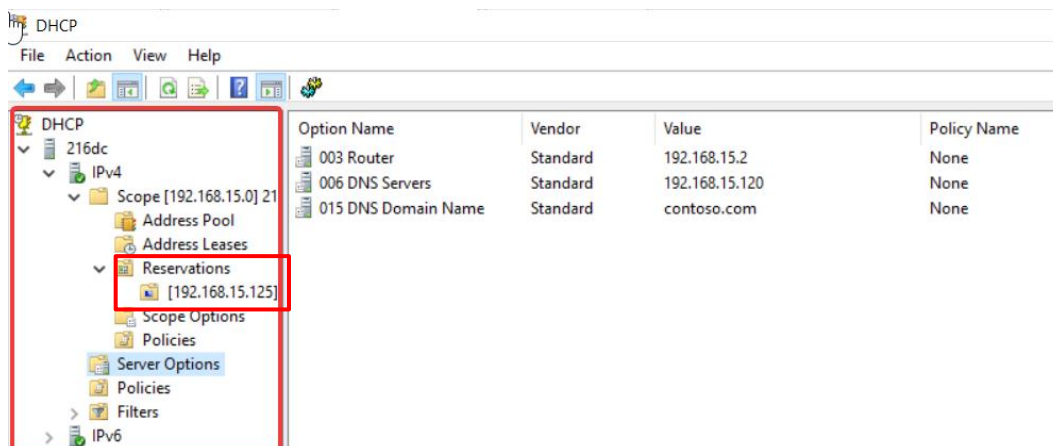 DHCP
File Action View Help
DHCP
216dc
IPv4
Scope [192.168.15.0] 21
Address Pool
Address Leases
Reservations
[192.168.15.125]
Scope Options
Policies
Server Options
Policies
Filters
IPv6
Option Name Vendor Value Policy Name
003 Router Standard 192.168.15.2 None
006 DNS Servers Standard 192.168.15.120 None
015 DNS Domain Name Standard contoso.com None